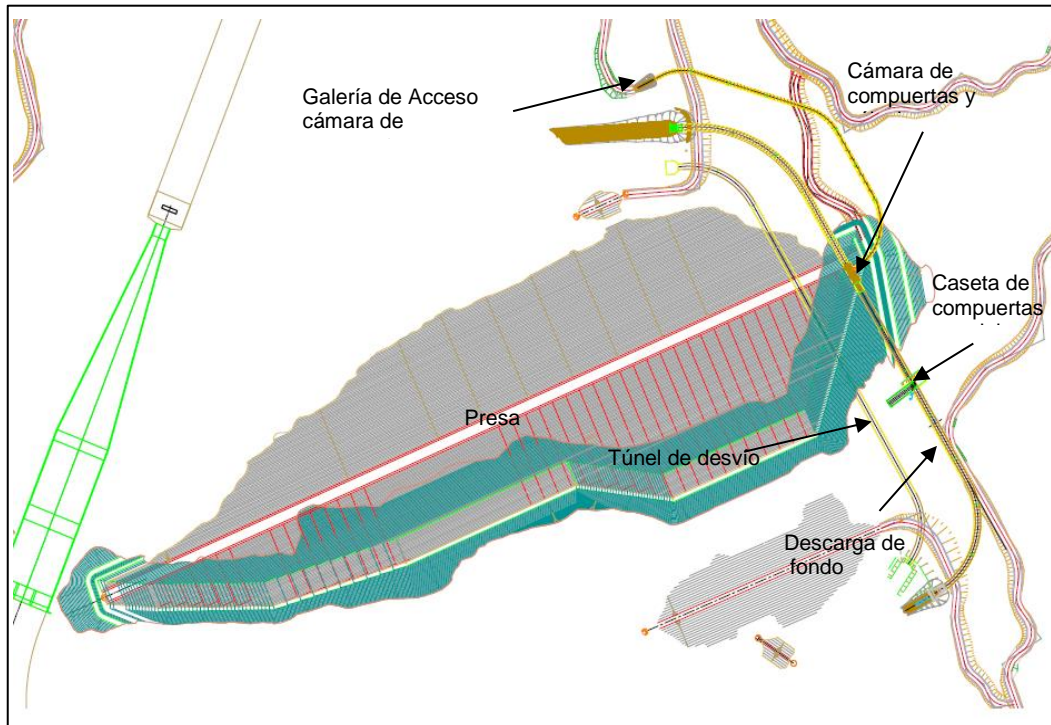 Galería de Acceso
cámara de
Cámara de
compuertas y
Caseta de
compuertas
Presa
Túnel de desvío
Descarga de
fondo